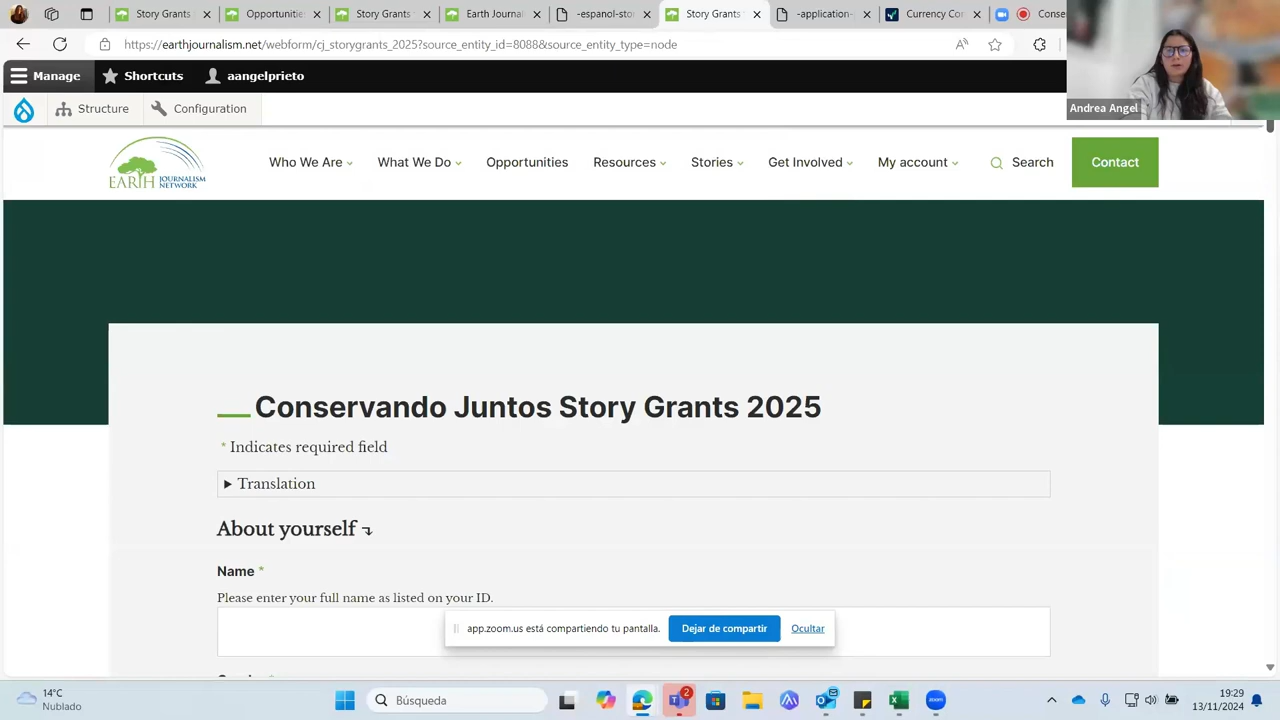 Story Grants
Opportunities
Story Grants
Earth Journal
-espanol-sto
Story Grants
-application-
Currency Co
Conse
https://earthjournalism.net/webform/cj_storygrants_2025?source_entity_id=8088&source_entity_type=node
Manage
Shortcuts
aangelprieto
Andrea Angel
Structure
Configuration
EARTH JOURNALISM NETWORK
Who We Are
What We Do
Opportunities
Resources
Stories
Get Involved
My account
Search
Contact
Conservando Juntos Story Grants 2025
* Indicates required field
Translation
About yourself
Name *
Please enter your full name as listed on your ID.
app.zoom.us está compartiendo tu pantalla.
Dejar de compartir
Ocultar
14°C
Nublado
Búsqueda
2
zoom
19:29
13/11/2024